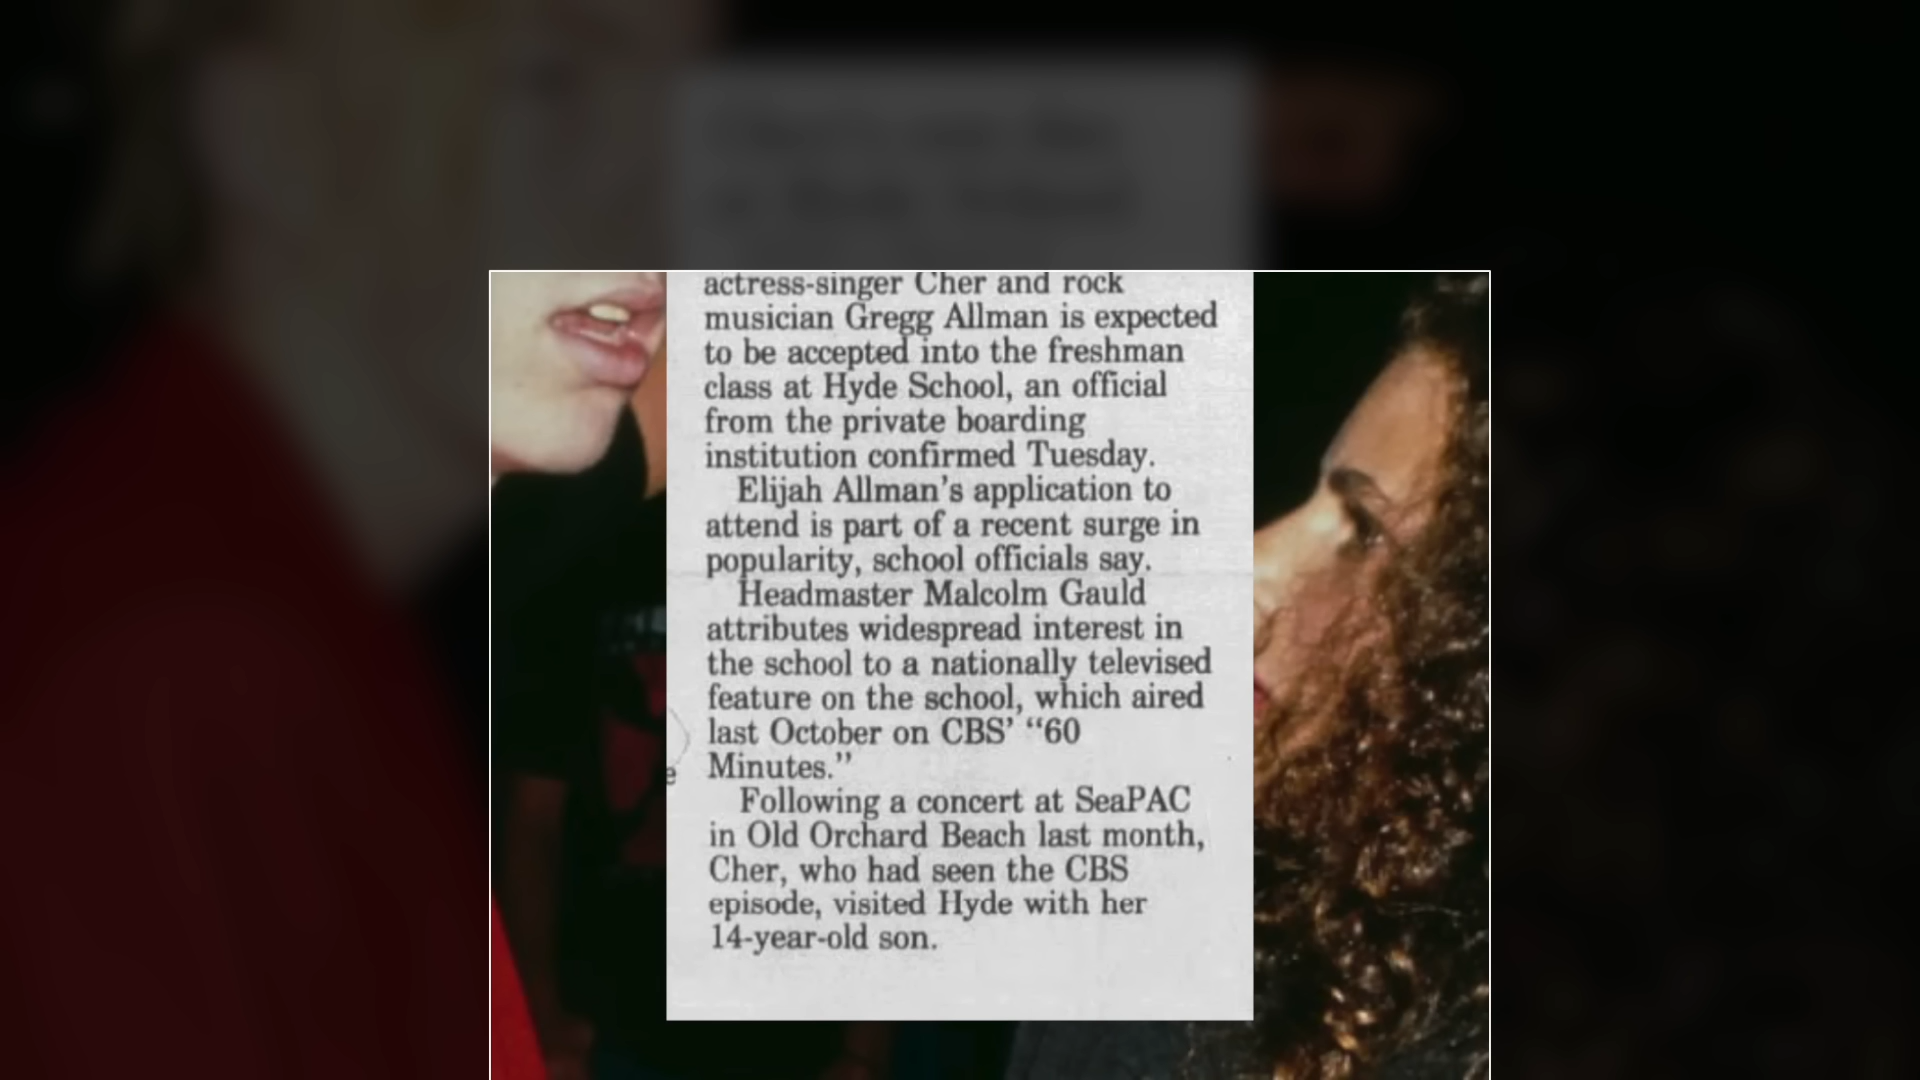 actress-singer Cher and rock
musician Gregg Allman is expected
to be accepted into the freshman
class at Hyde School, an official
from the private boarding
institution confirmed Tuesday.
Elijah Allman’s application to
attend is part of a recent surge in
popularity, school officials say.
Headmaster Malcolm Gauld
attributes widespread interest in
the school to a nationally televised
feature on the school, which aired
last October on CBS’ “60
Minutes.”
e
Following a concert at SeaPAC
in Old Orchard Beach last month,
Cher, who had seen the CBS
episode, visited Hyde with her
14-year-old son.